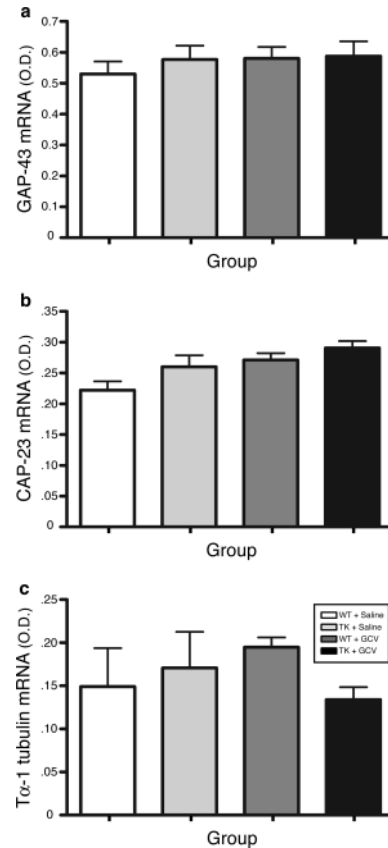 a
GAP-43 mRNA (O.D.)
0.7
0.6
0.5
0.4
0.3
0.2
0.1
0
Group
b
CAP-23 mRNA (O.D.)
.35
.30
.25
.20
.15
.10
.05
0
Group
c
Tα-1 tubulin mRNA (O.D.)
.25
.20
.15
.10
.05
0
WT + Saline
TK + Saline
WT + GCV
TK + GCV
Group